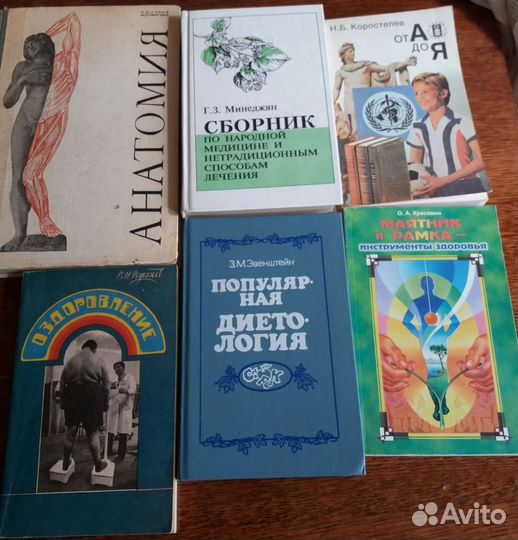 АНАТОМИЯ
Г. З. Минеджян
СБОРНИК
ПО НАРОДНОЙ
МЕДИЦИНЕ И
НЕТРАДИЦИОННЫМ
СПОСОБАМ
ЛЕЧЕНИЯ
Н.Б. Коростелев
от А
до Я
ОЗДОРОВЛЕНИЕ
З.М.Эвенштейн
ПОПУЛЯР-
НАЯ
ДИЕТО-
ЛОГИЯ
О. А. Красавин
МАЯТНИК
И РАМКА —
ИНСТРУМЕНТЫ ЗДОРОВЬЯ
Avito